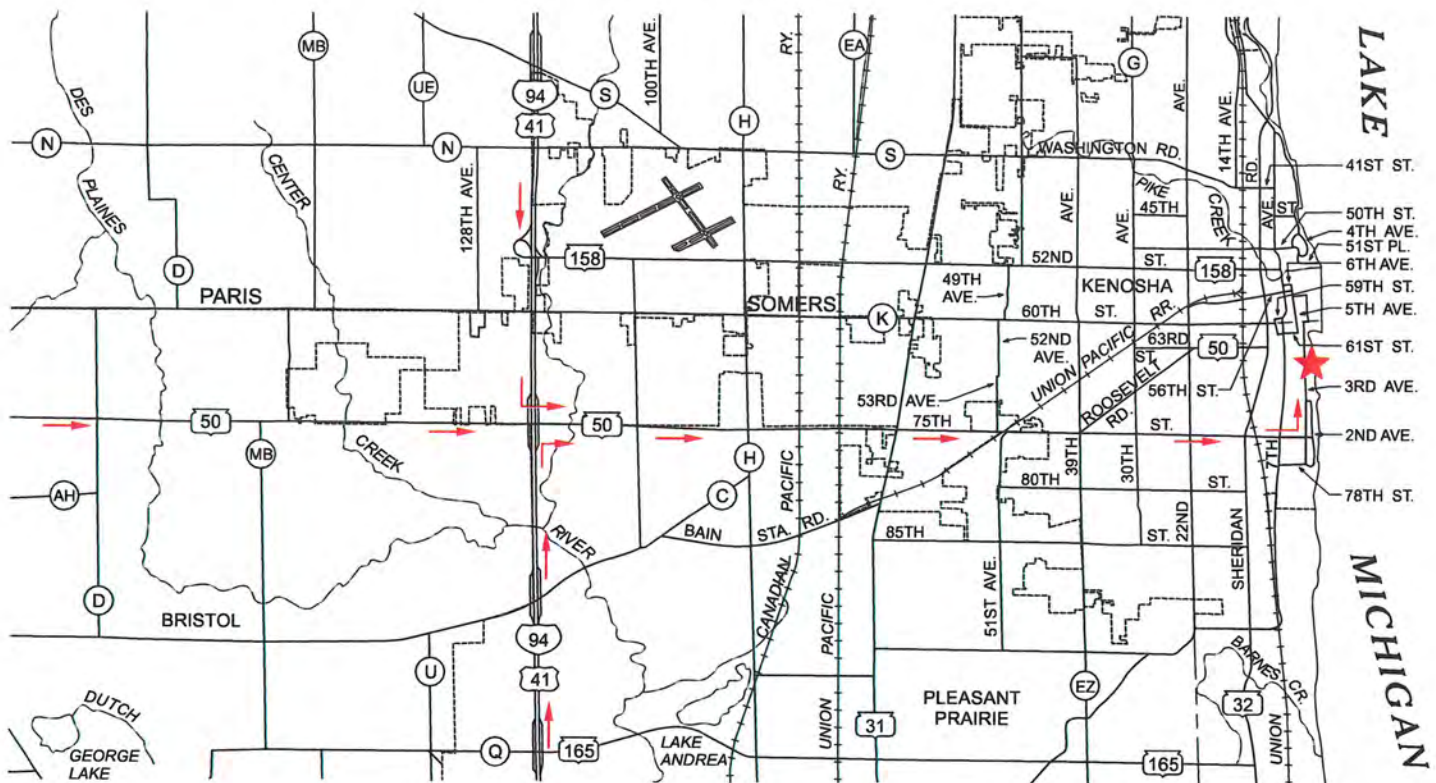 LAKE
MICHIGAN
MB
UE
94
41
S
100TH AVE.
H
RY.
EA
G
AVE.
14TH AVE.
RD.
AVE.
DES
PLAINES
N
N
CENTER
CREEK
128TH AVE.
S
WASHINGTON RD.
PIKE
CREEK
45TH
ST.
41ST ST.
50TH ST.
4TH AVE.
51ST PL.
6TH AVE.
59TH ST.
5TH AVE.
61ST ST.
3RD AVE.
2ND AVE.
78TH ST.
RY.
AVE.
AVE.
D
158
52ND
ST.
158
49TH
AVE.
KENOSHA
PARIS
SOMERS
K
60TH
ST.
RR.
63RD
ST.
50
52ND
AVE.
UNION PACIFIC
ROOSEVELT
RD.
56TH ST.
53RD AVE.
50
50
75TH
ST.
7TH
MB
H
39TH
30TH
80TH
ST.
AH
C
PACIFIC
BAIN
STA. RD.
RIVER
85TH
ST.
22ND
SHERIDAN
CANADIAN
D
BRISTOL
51ST AVE.
PACIFIC
94
41
U
BARNES CR.
PLEASANT
PRAIRIE
EZ
32
DUTCH
GEORGE
LAKE
Q
165
LAKE
ANDREA
UNION
31
165
UNION